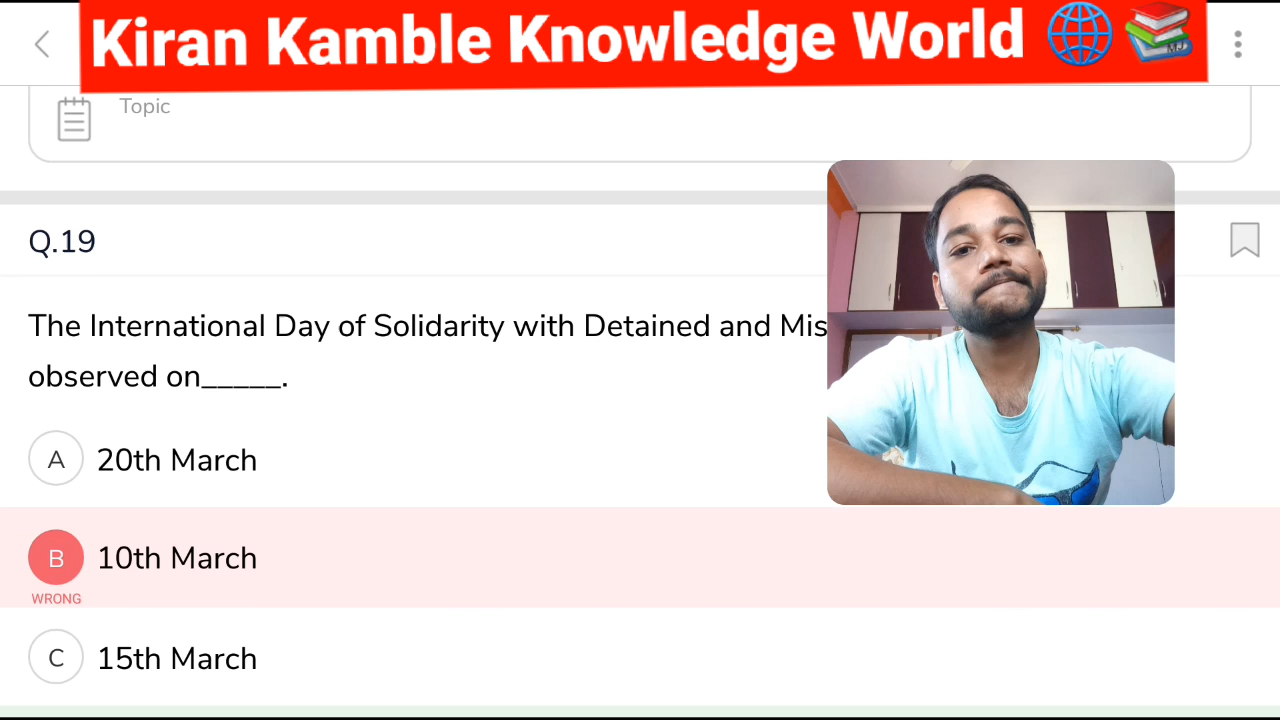 Kiran Kamble Knowledge World
MJ
Topic
Q.19
The International Day of Solidarity with Detained and Mis
observed on_____.
A 20th March
B 10th March
WRONG
C 15th March